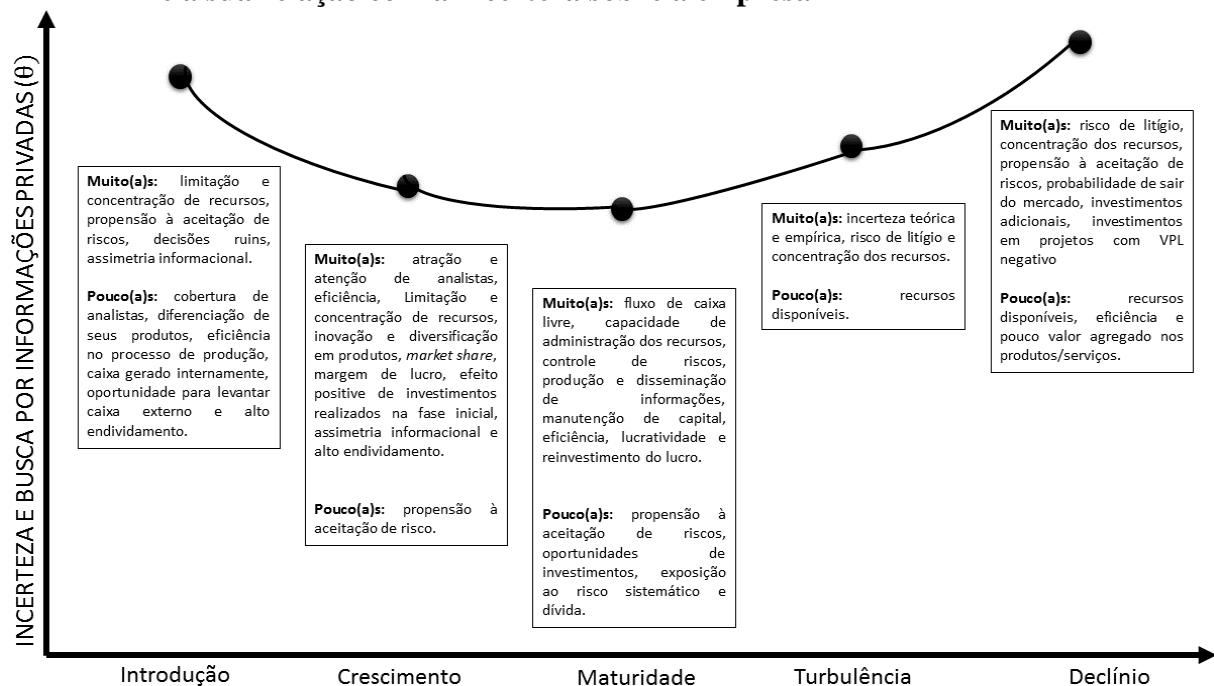 INCERTEZA E BUSCA POR INFORMAÇÕES PRIVADAS (θ)
Muito(a)s: limitação e
concentração de recursos,
propensão à aceitação de
riscos, decisões ruins,
assimetria informacional.
Pouco(a)s: cobertura de
analistas, diferenciação de
seus produtos, eficiência
no processo de produção,
caixa gerado internamente,
oportunidade para levantar
caixa externo e alto
endividamento.
Muito(a)s: atração e
atenção de analistas,
eficiência, Limitação e
concentração de recursos,
inovação e diversificação
em produtos, market share,
margem de lucro, efeito
positive de investimentos
realizados na fase inicial,
assimetria informacional e
alto endividamento.
Pouco(a)s: propensão à
aceitação de risco.
Muito(a)s: fluxo de caixa
livre, capacidade de
administração dos recursos,
controle de riscos,
produção e disseminação
de informações,
manutenção de capital,
eficiência, lucratividade e
reinvestimento do lucro.
Pouco(a)s: propensão à
aceitação de riscos,
oportunidades de
investimentos, exposição
ao risco sistemático e
dívida.
Muito(a)s: incerteza teórica
e empírica, risco de litígio e
concentração dos recursos.
Pouco(a)s: recursos
disponíveis.
Muito(a)s: risco de litígio,
concentração dos recursos,
propensão à aceitação de
riscos, probabilidade de sair
do mercado, investimentos
adicionais, investimentos
em projetos com VPL
negativo
Pouco(a)s: recursos
disponíveis, eficiência e
pouco valor agregado nos
produtos/serviços.
Introdução
Crescimento
Maturidade
Turbulência
Declínio